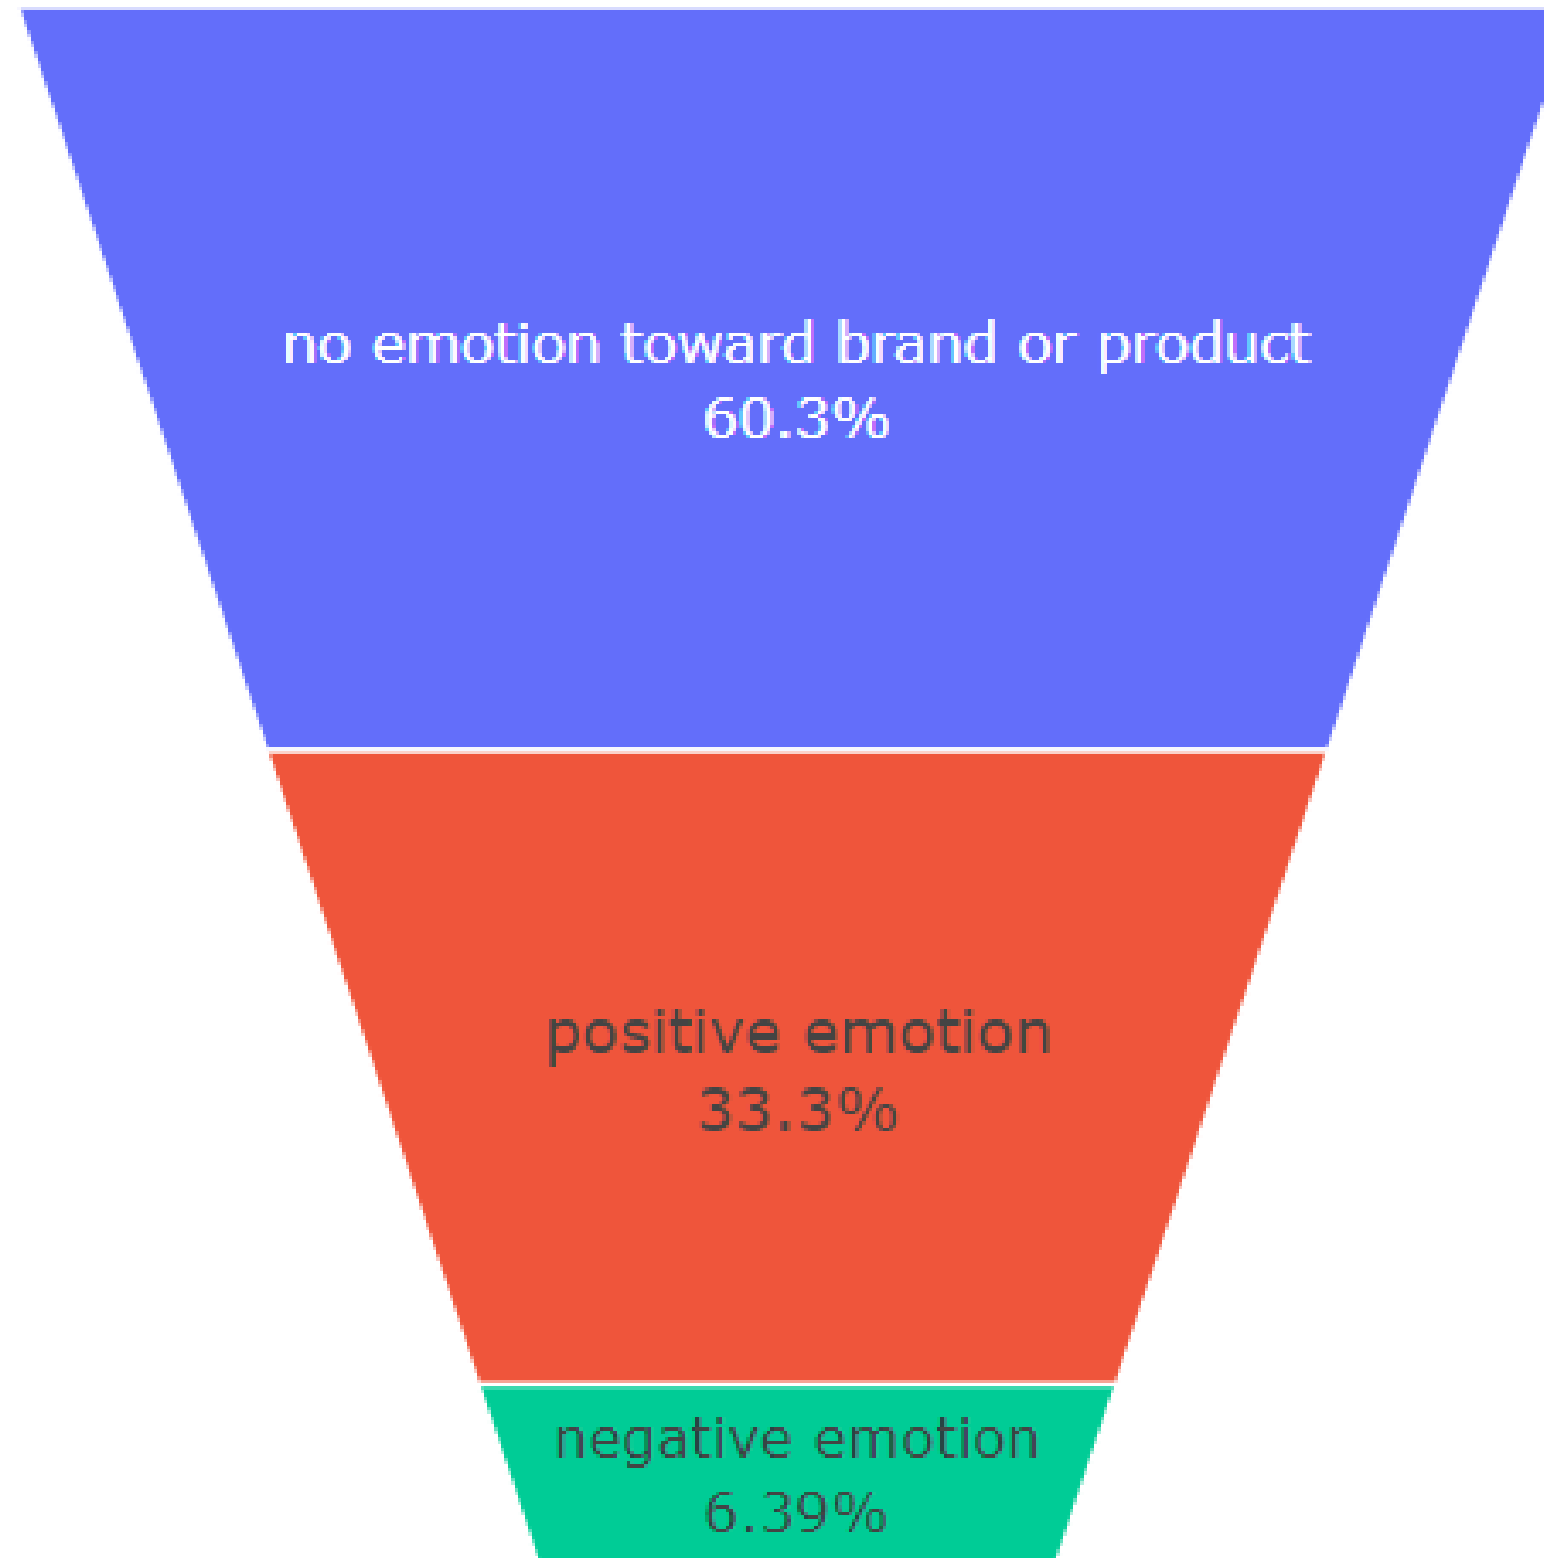 no emotion toward brand or product
60.3%
positive emotion
33.3%
negative emotion
6.39%